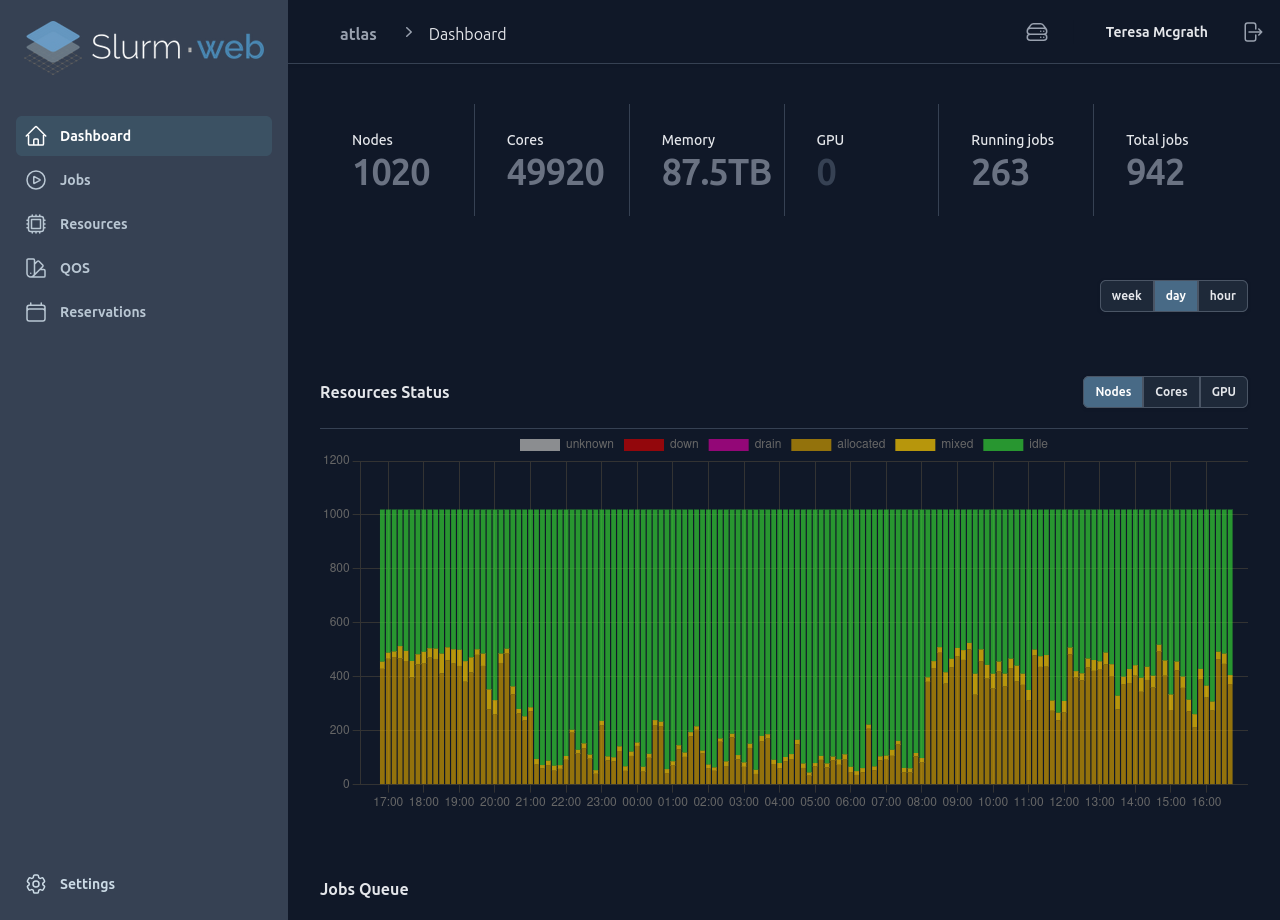 Slurm·web
atlas > Dashboard
Teresa Mcgrath
Dashboard
Jobs
Resources
QOS
Reservations
Settings
Nodes Cores Memory GPU Running jobs Total jobs
1020 49920 87.5TB 0 263 942
week day hour
Resources Status
Nodes Cores GPU
unknown down drain allocated mixed idle
1200
1000
800
600
400
200
0
17:00 18:00 19:00 20:00 21:00 22:00 23:00 00:00 01:00 02:00 03:00 04:00 05:00 06:00 07:00 08:00 09:00 10:00 11:00 12:00 13:00 14:00 15:00 16:00
Jobs Queue